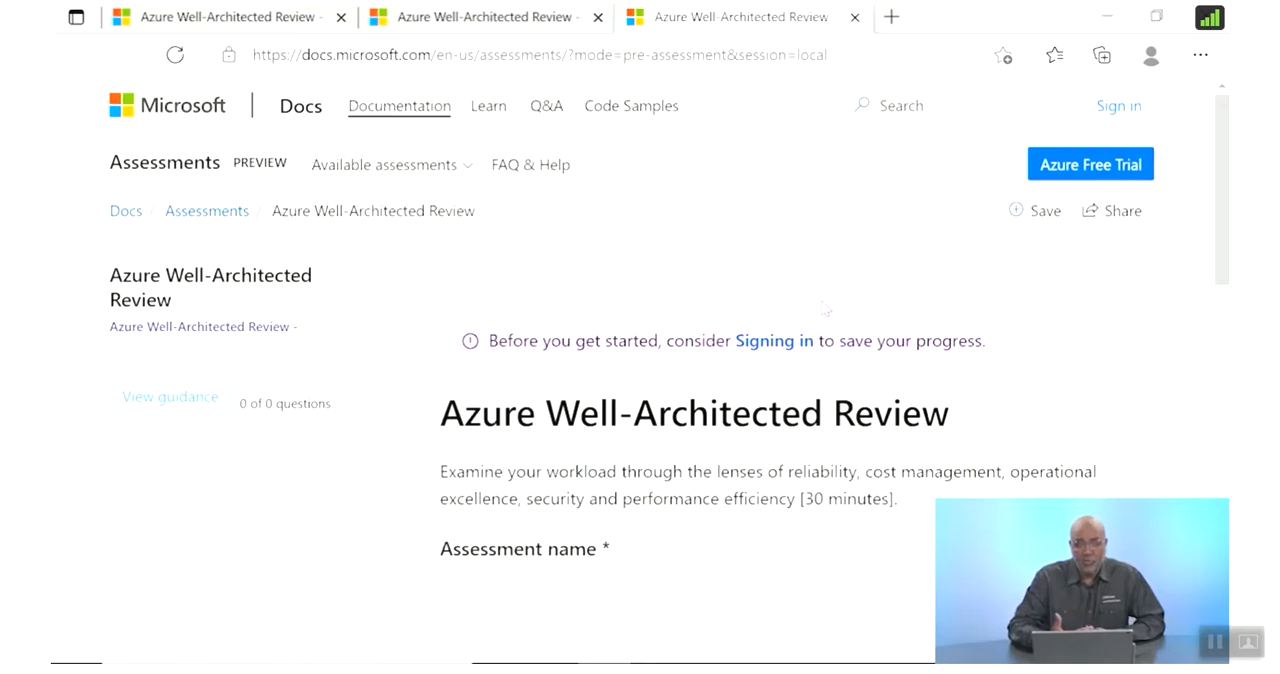 Azure Well-Architected Review - Azure Well-Architected Review - Azure Well-Architected Review
https://docs.microsoft.com/en-us/assessments/?mode=pre-assessment&session=local
Microsoft Docs Documentation Learn Q&A Code Samples Search Sign in
Assessments PREVIEW Available assessments FAQ & Help Azure Free Trial
Docs / Assessments / Azure Well-Architected Review Save Share
Azure Well-Architected
Review
Azure Well-Architected Review -
Before you get started, consider Signing in to save your progress.
View guidance 0 of 0 questions
Azure Well-Architected Review
Examine your workload through the lenses of reliability, cost management, operational
excellence, security and performance efficiency [30 minutes].
Assessment name *